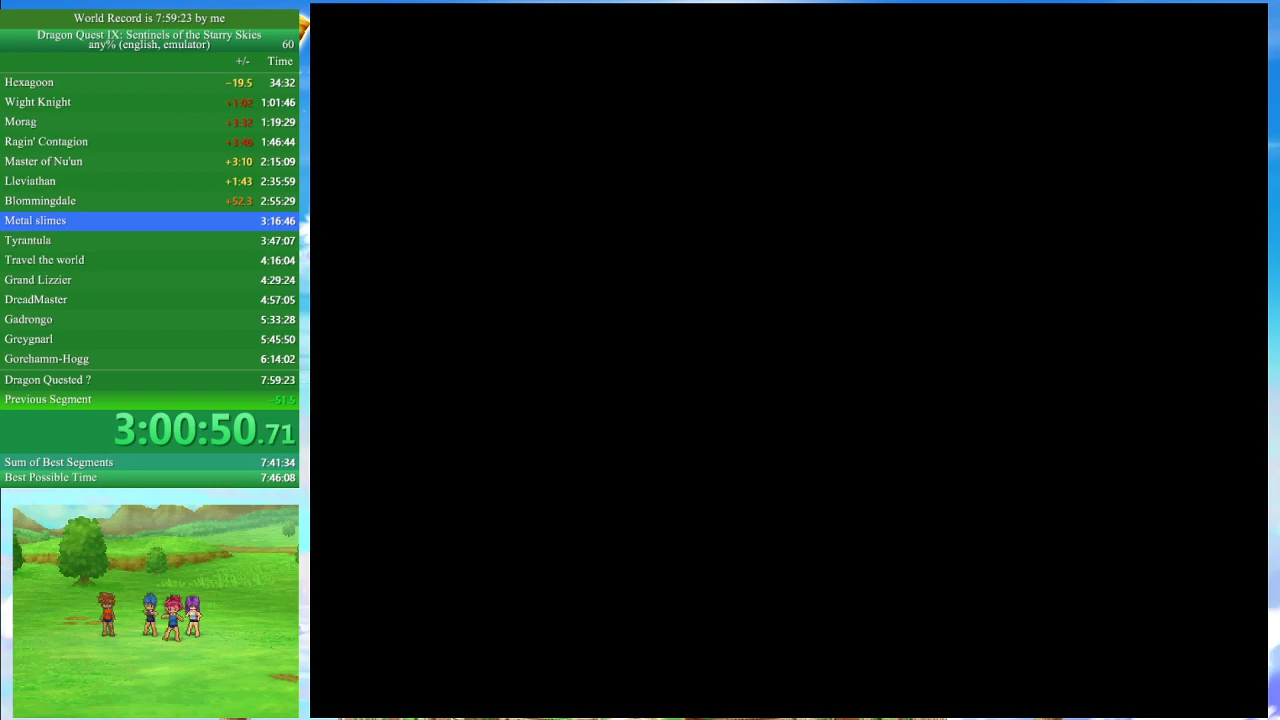 World Record is 7:59:23 by me
Dragon Quest IX: Sentinels of the Starry Skies
any% (english, emulator) 60
+/- Time
Hexagoon −19.5 34:32
Wight Knight +1:02 1:01:46
Morag +3:32 1:19:29
Ragin' Contagion +3:46 1:46:44
Master of Nu'un +3:10 2:15:09
Lleviathan +1:43 2:35:59
Blommingdale +52.3 2:55:29
Metal slimes 3:16:46
Tyrantula 3:47:07
Travel the world 4:16:04
Grand Lizzier 4:29:24
DreadMaster 4:57:05
Gadrongo 5:33:28
Greygnarl 5:45:50
Gorehamm-Hogg 6:14:02
Dragon Quested ? 7:59:23
Previous Segment −51.5
3:00:50.71
Sum of Best Segments 7:41:34
Best Possible Time 7:46:08